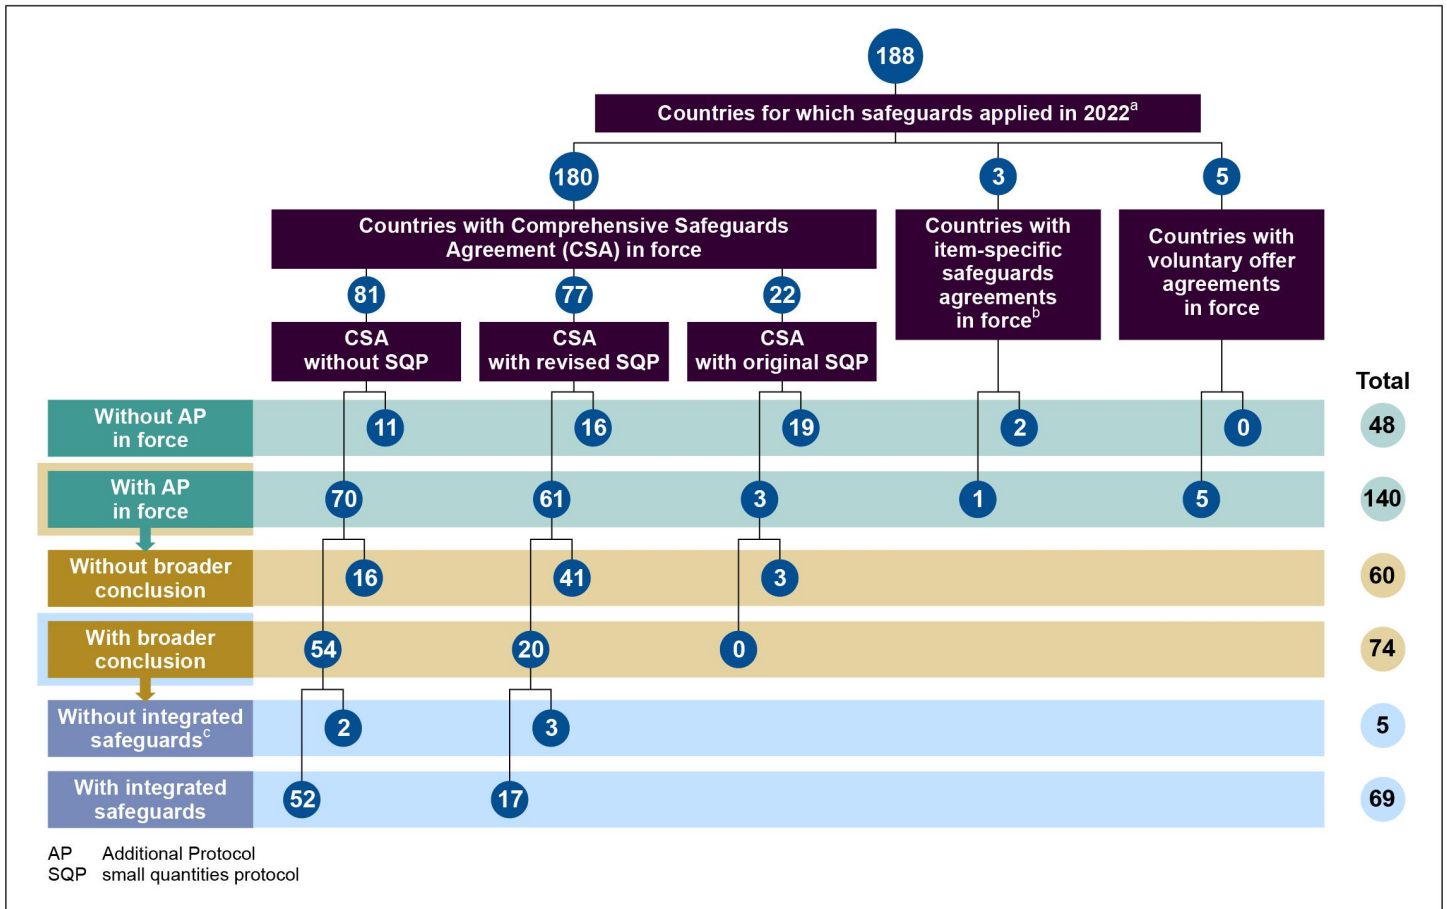 188
Countries for which safeguards applied in 2022a
180
3
5
Countries with Comprehensive Safeguards
Agreement (CSA) in force
Countries with
item-specific
safeguards
agreements
in forceb
Countries with
voluntary offer
agreements
in force
81
77
22
CSA
without SQP
CSA
with revised SQP
CSA
with original SQP
Total
Without AP
in force
11
16
19
2
0
48
With AP
in force
70
61
3
1
5
140
Without broader
conclusion
16
41
3
60
With broader
conclusion
54
20
0
74
Without integrated
safeguardsc
2
3
5
With integrated
safeguards
52
17
69
AP Additional Protocol
SQP small quantities protocol